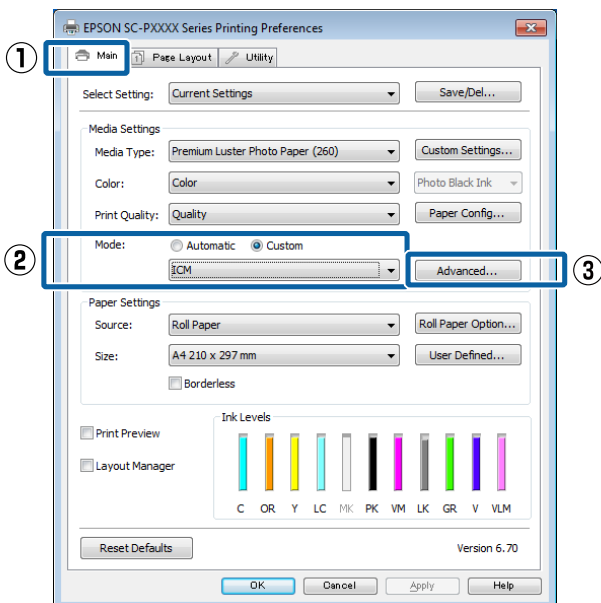 EPSON SC-PXXXX Series Printing Preferences
① Main Page Layout Utility
Select Setting: Current Settings Save/Del...
Media Settings
Media Type: Premium Luster Photo Paper (260) Custom Settings...
Color: Color Photo Black Ink
Print Quality: Quality Paper Config...
Mode: Automatic Custom
② ICM Advanced... ③
Paper Settings
Source: Roll Paper Roll Paper Option...
Size: A4 210 x 297 mm User Defined...
Borderless
Ink Levels
Print Preview
Layout Manager
C OR Y LC MK PK VM LK GR V VLM
Reset Defaults Version 6.70
OK Cancel Apply Help